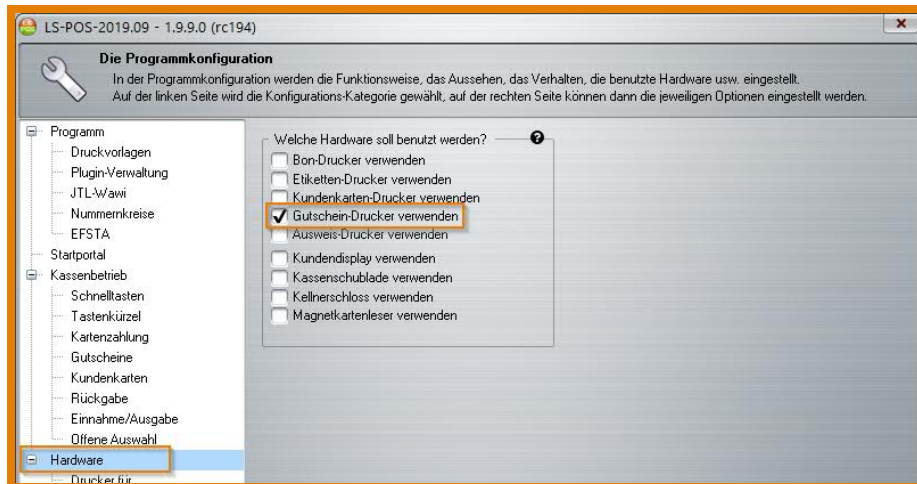 LS-POS-2019.09 - 1.9.9.0 (rc194)
Die Programmkonfiguration
In der Programmkonfiguration werden die Funktionsweise, das Aussehen, das Verhalten, die benutzte Hardware usw. eingestellt.
Auf der linken Seite wird die Konfigurations-Kategorie gewählt, auf der rechten Seite können dann die jeweiligen Optionen eingestellt werden.
Programm
Druckvorlagen
Plugin-Verwaltung
JTL-Wawi
Nummernkreise
EFSTA
Startportal
Kassenbetrieb
Schnelltasten
Tastenkürzel
Kartenzahlung
Gutscheine
Kundenkarten
Rückgabe
Einnahme/Ausgabe
Offene Auswahl
Hardware
Drucker für
Welche Hardware soll benutzt werden?
Bon-Drucker verwenden
Etiketten-Drucker verwenden
Kundenkarten-Drucker verwenden
Gutschein-Drucker verwenden
Ausweis-Drucker verwenden
Kundendisplay verwenden
Kassenschublade verwenden
Kellnerschloss verwenden
Magnetkartenleser verwenden